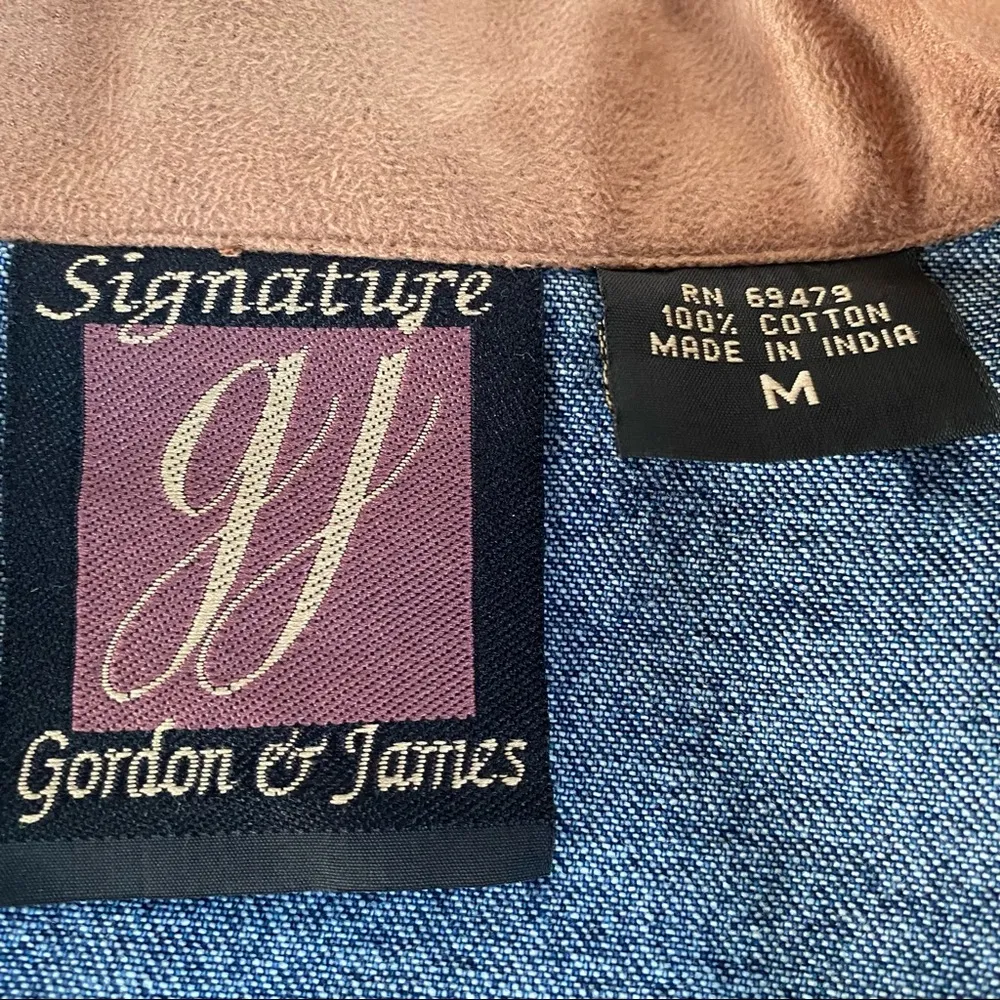 Signature
gj
Gordon & James
RN 69479
100% COTTON
MADE IN INDIA
M